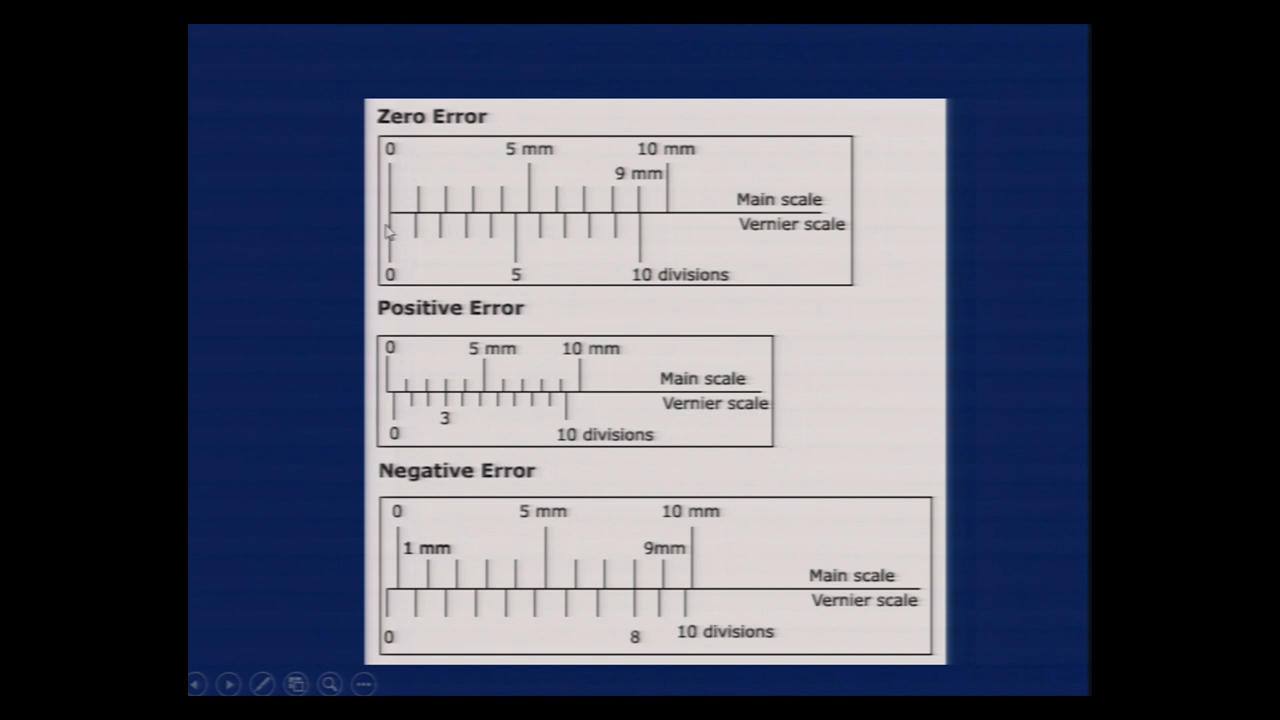 Zero Error
0 5 mm 10 mm
9 mm
Main scale
Vernier scale
0 5 10 divisions
Positive Error
0 5 mm 10 mm
Main scale
Vernier scale
3
0 10 divisions
Negative Error
0 5 mm 10 mm
1 mm 9mm
Main scale
Vernier scale
0 8 10 divisions